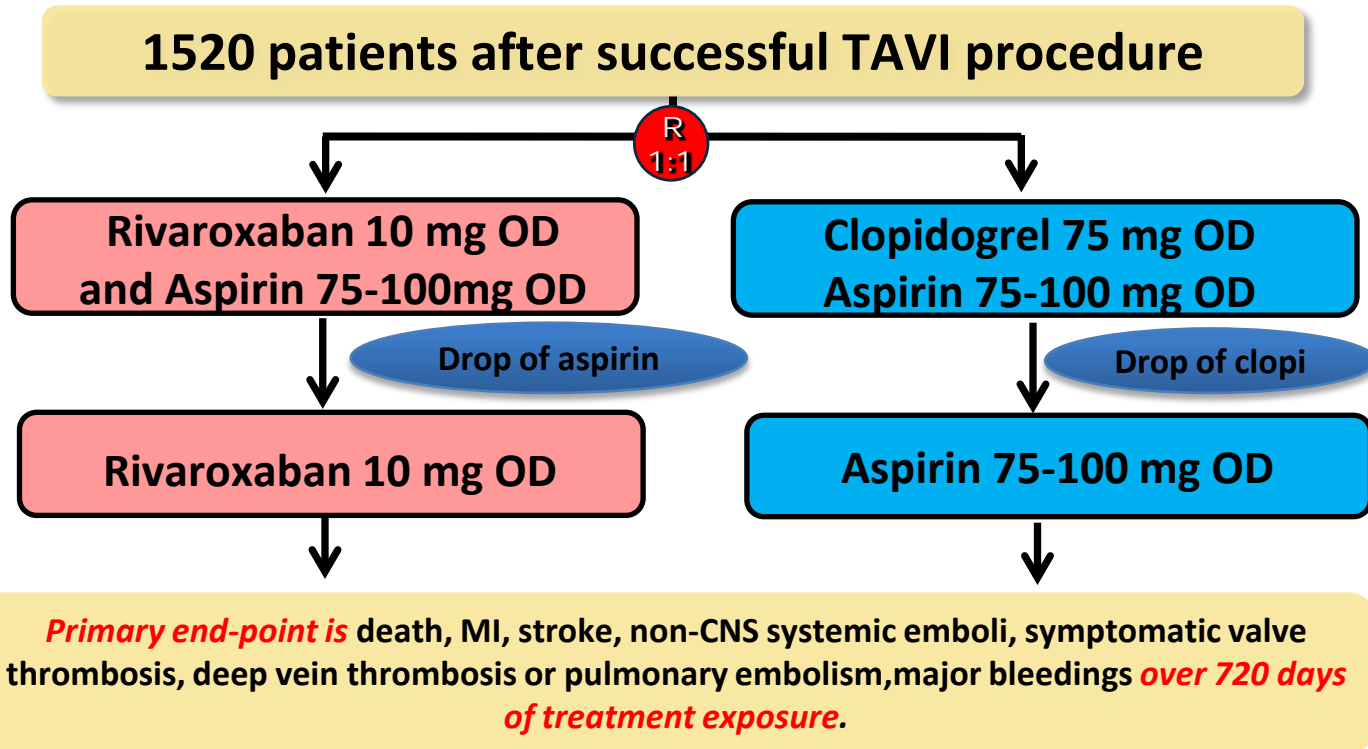 1520 patients after successful TAVI procedure
R
1:1
Rivaroxaban 10 mg OD
and Aspirin 75-100mg OD
Clopidogrel 75 mg OD
Aspirin 75-100 mg OD
Drop of aspirin
Drop of clopi
Rivaroxaban 10 mg OD
Aspirin 75-100 mg OD
Primary end-point is death, MI, stroke, non-CNS systemic emboli, symptomatic valve
thrombosis, deep vein thrombosis or pulmonary embolism,major bleedings over 720 days
of treatment exposure.